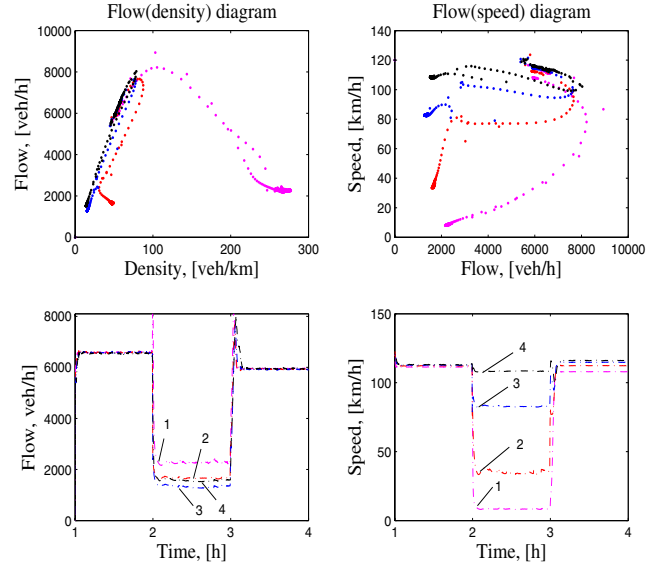 Flow(density) diagram
10000
8000
6000
4000
2000
0
0 100 200 300
Flow, [veh/h]
Density, [veh/km]
Flow(speed) diagram
140
120
100
80
60
40
20
0
0 2000 4000 6000 8000 10000
Speed, [km/h]
Flow, [veh/h]
8000
6000
4000
2000
0
1 2 3 4
Flow, veh/h]
Time, [h]
1
2
3
4
150
100
50
0
1 2 3 4
Speed, [km/h]
Time, [h]
4
3
2
1